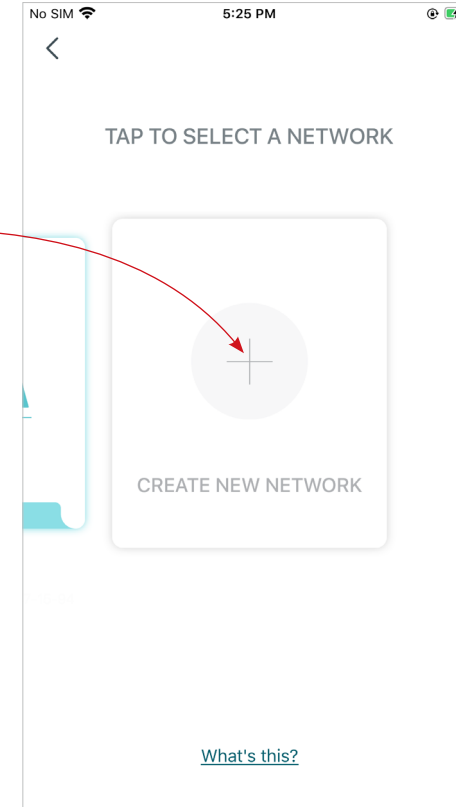 No SIM 5:25 PM
TAP TO SELECT A NETWORK
CREATE NEW NETWORK
What's this?